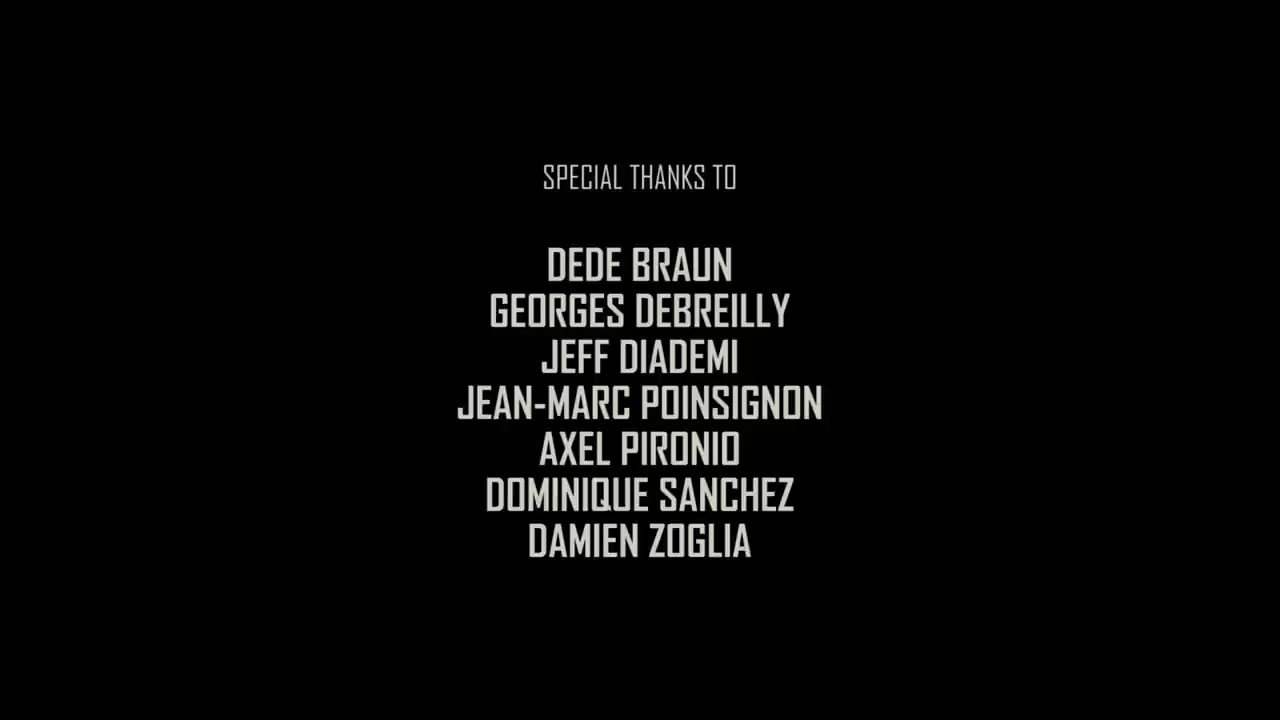 SPECIAL THANKS TO
DEDE BRAUN
GEORGES DEBREILLY
JEFF DIADEMI
JEAN-MARC POINSIGNON
AXEL PIRONIO
DOMINIQUE SANCHEZ
DAMIEN ZOGLIA